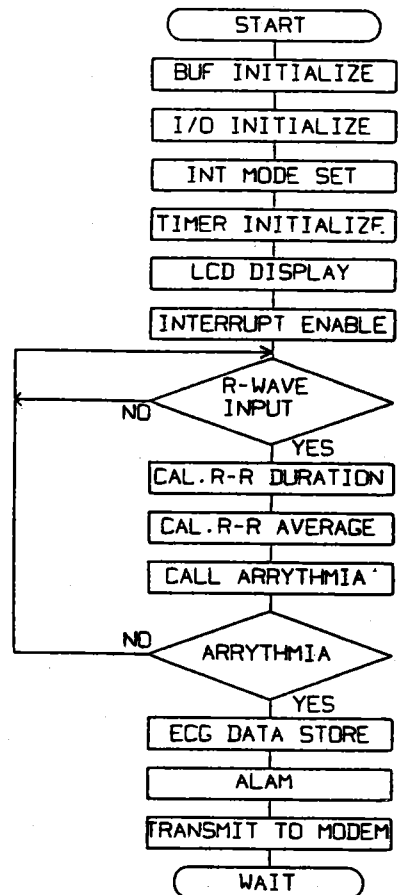 START
BUF INITIALIZE
I/O INITIALIZE
INT MODE SET
TIMER INITIALIZE.
LCD DISPLAY
INTERRUPT ENABLE
R-WAVE
INPUT
NO
YES
CAL.R-R DURATION
CAL.R-R AVERAGE
CALL ARRYTHMIA
NO
ARRYTHMIA
YES
ECG DATA STORE
ALAM
TRANSMIT TO MODEM
WAIT